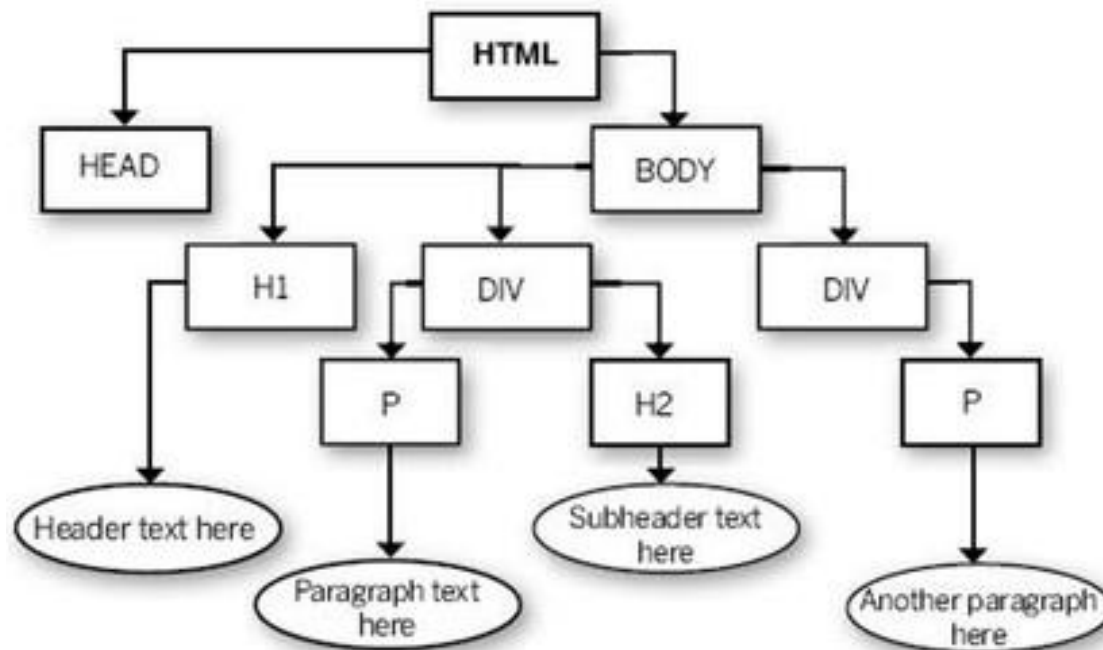 HTML
HEAD
BODY
H1
DIV
DIV
P
H2
P
Header text here
Subheader text
here
Paragraph text
here
Another paragraph
here